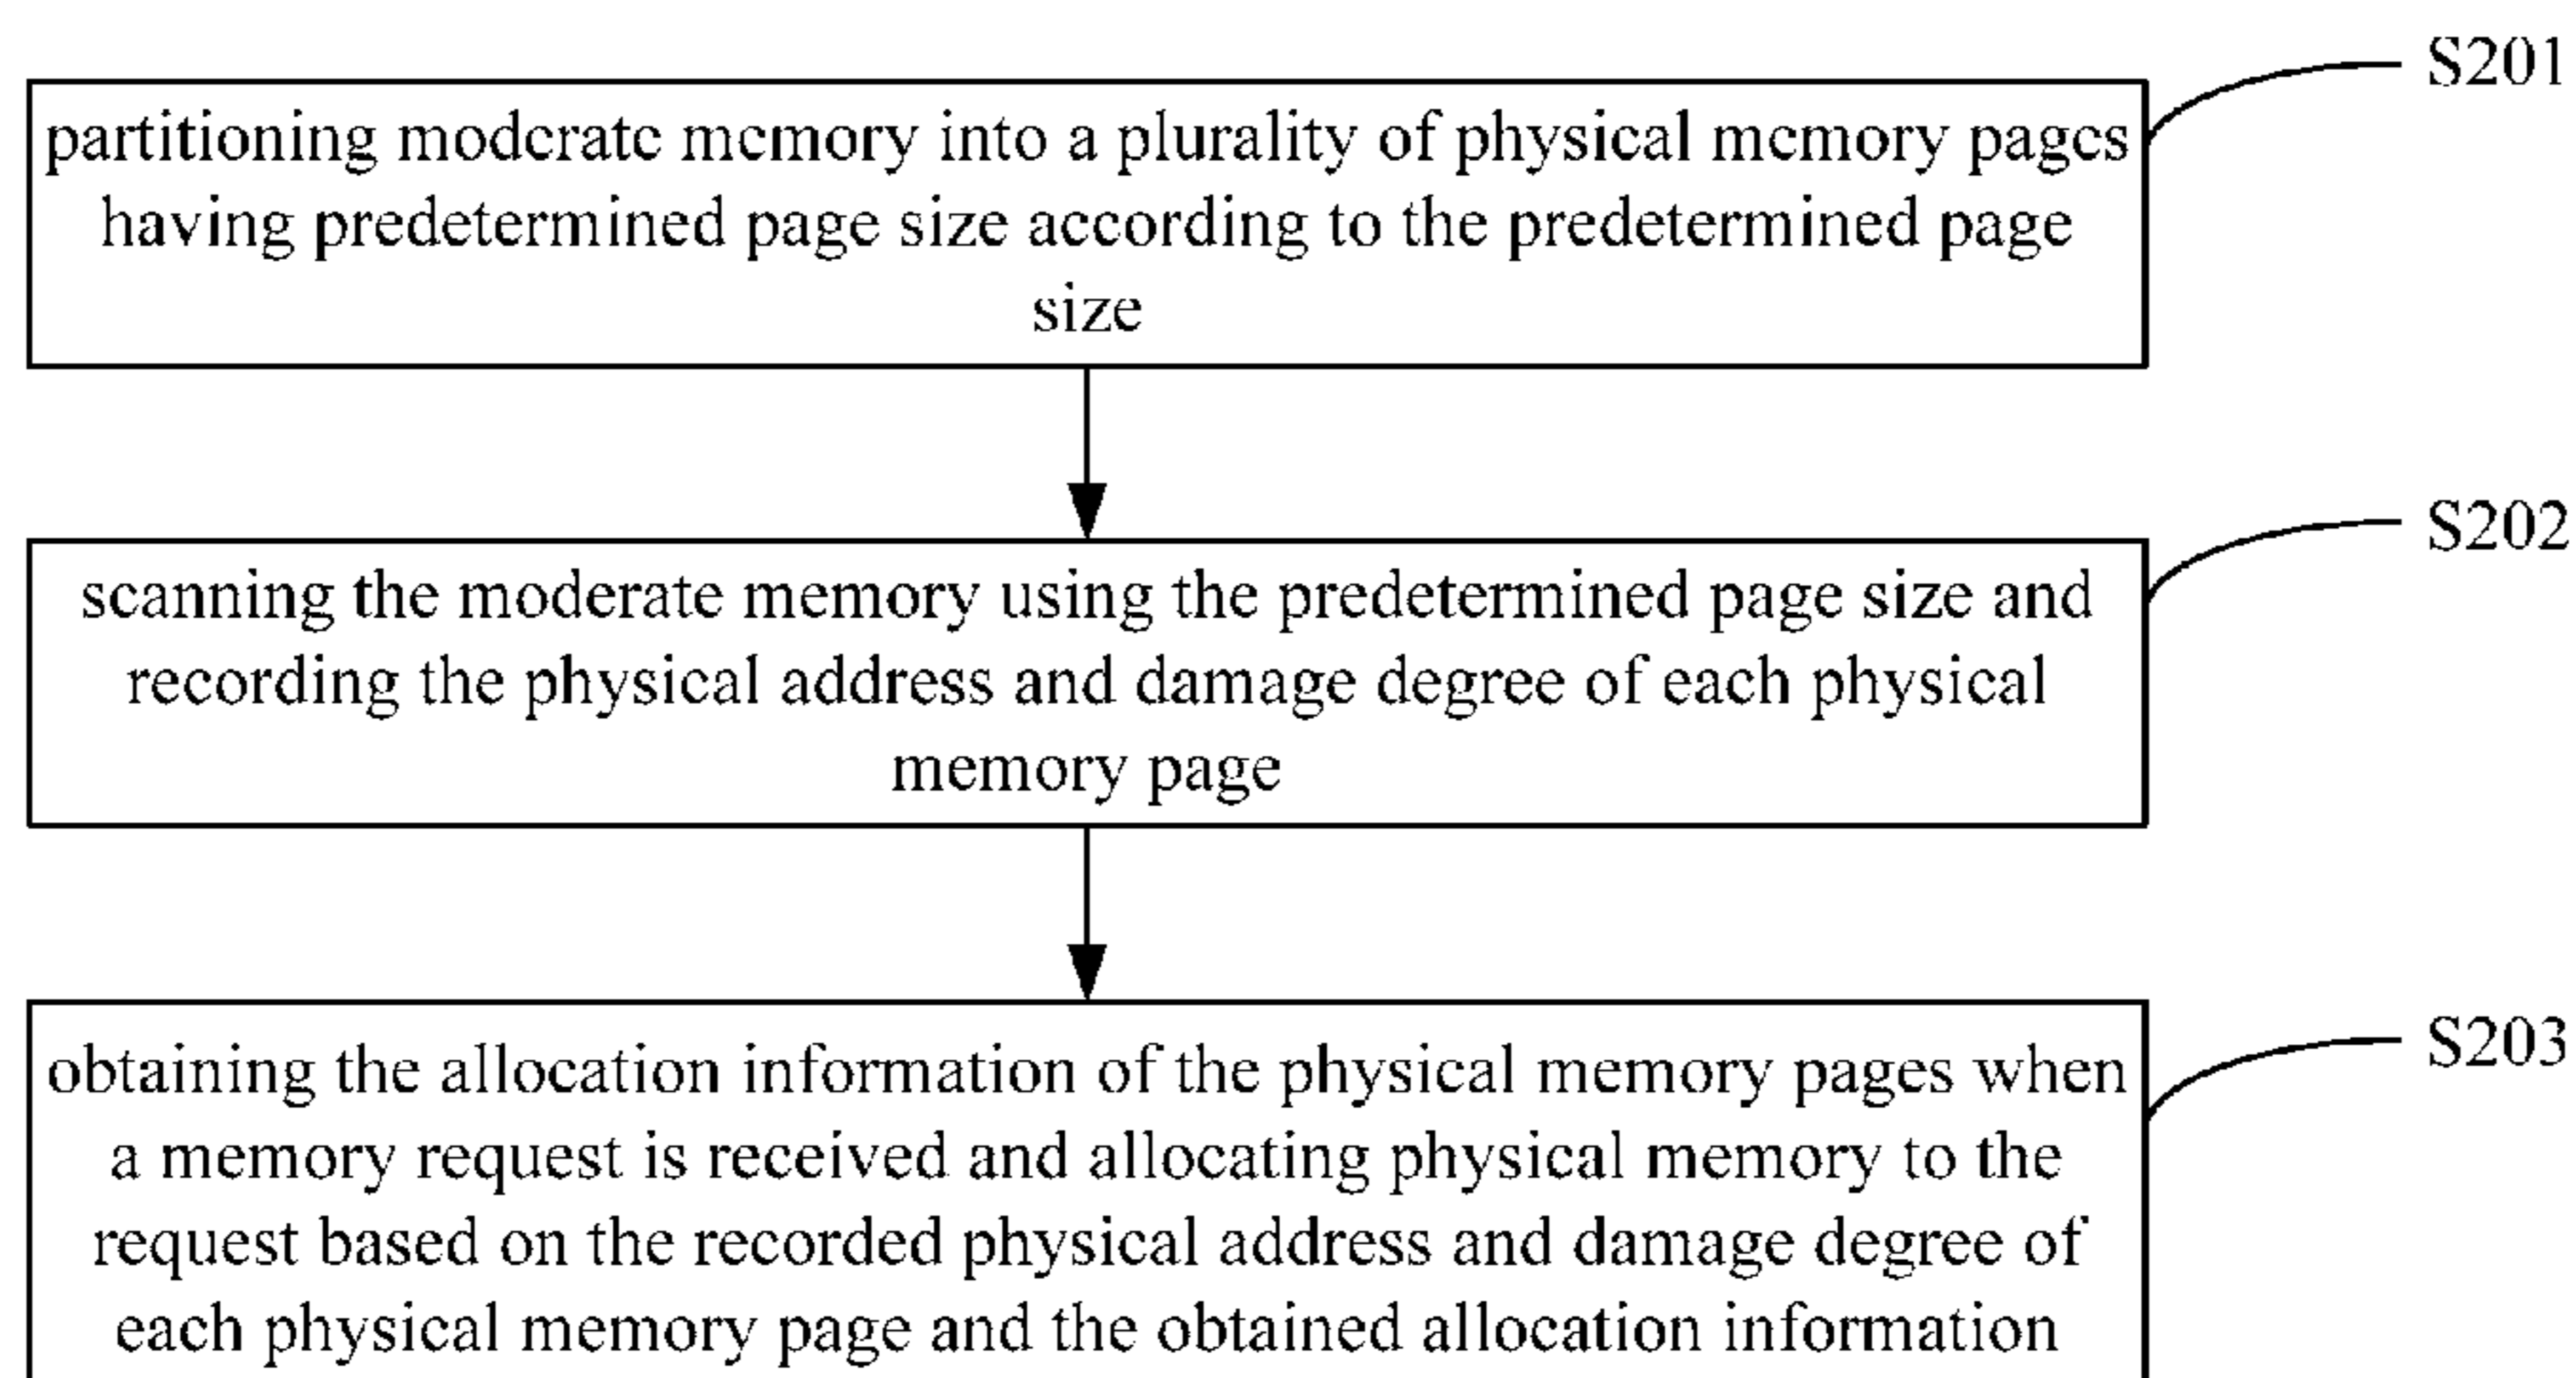 S201
partitioning moderate memory into a plurality of physical memory pages
having predetermined page size according to the predetermined page
size
S202
scanning the moderate memory using the predetermined page size and
recording the physical address and damage degree of each physical
memory page
S203
obtaining the allocation information of the physical memory pages when
a memory request is received and allocating physical memory to the
request based on the recorded physical address and damage degree of
each physical memory page and the obtained allocation information